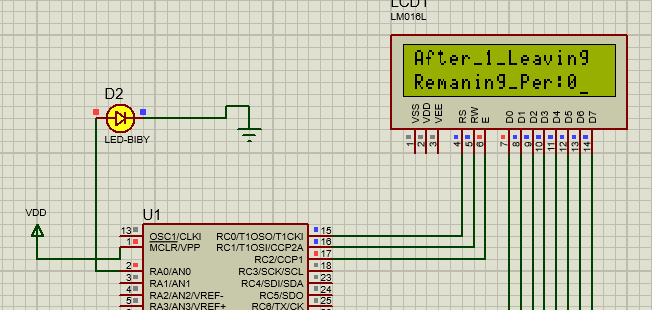 LCD1
LM016L
After_1_Leaving
Remaning_Per:0_
VSS
VDD
VEE
RS
RW
E
D0
D1
D2
D3
D4
D5
D6
D7
1
2
3
4
5
6
7
8
9
10
11
12
13
14
D2
LED-BIBY
VDD
U1
13 OSC1/CLKI RC0/T1OSO/T1CKI 15
1 MCLR/VPP RC1/T1OSI/CCP2A 16
RC2/CCP1 17
2 RA0/AN0 RC3/SCK/SCL 18
3 RA1/AN1 RC4/SDI/SDA 23
4 RA2/AN2/VREF- RC5/SDO 24
5 RA3/AN3/VREF+ RC6/TX/CK 25